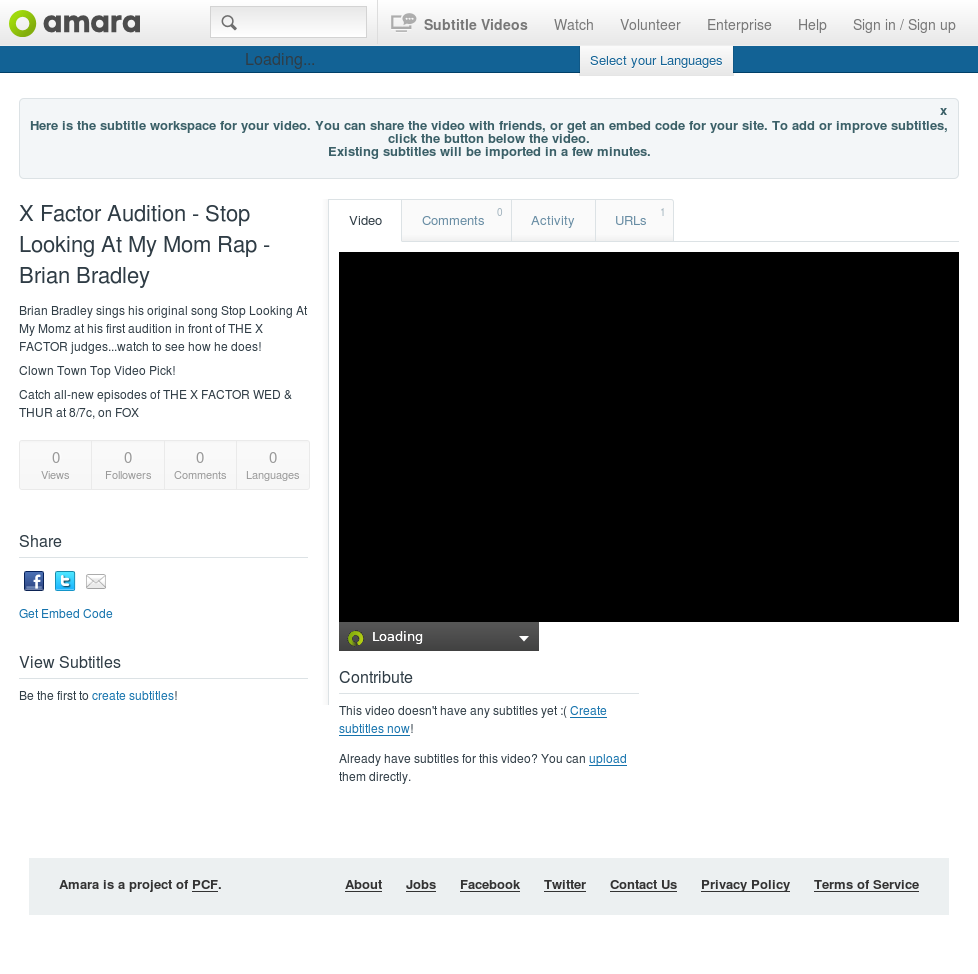 amara
Subtitle Videos
Watch
Volunteer
Enterprise
Help
Sign in / Sign up
Loading...
Select your Languages
x
Here is the subtitle workspace for your video. You can share the video with friends, or get an embed code for your site. To add or improve subtitles,
click the button below the video.
Existing subtitles will be imported in a few minutes.
X Factor Audition - Stop
Looking At My Mom Rap -
Brian Bradley
Brian Bradley sings his original song Stop Looking At
My Momz at his first audition in front of THE X
FACTOR judges...watch to see how he does!
Clown Town Top Video Pick!
Catch all-new episodes of THE X FACTOR WED &
THUR at 8/7c, on FOX
0 Views
0 Followers
0 Comments
0 Languages
Share
Get Embed Code
View Subtitles
Be the first to create subtitles!
Video
Comments 0
Activity
URLs 1
Loading
Contribute
This video doesn't have any subtitles yet :( Create
subtitles now!
Already have subtitles for this video? You can upload
them directly.
Amara is a project of PCF.
About
Jobs
Facebook
Twitter
Contact Us
Privacy Policy
Terms of Service